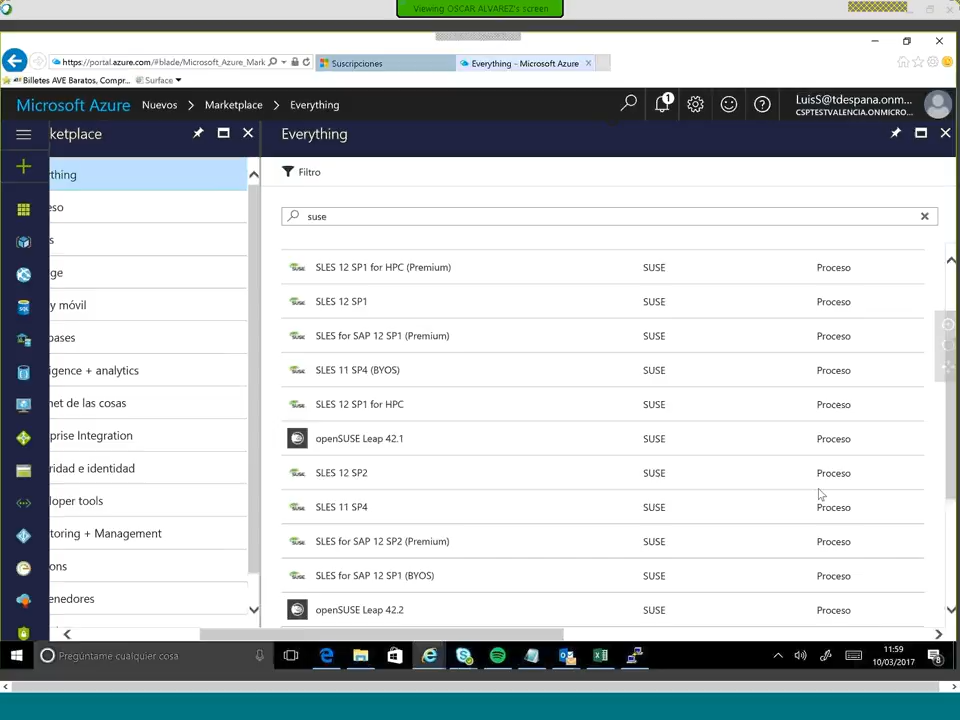 Viewing OSCAR ALVAREZ's screen
https://portal.azure.com/#blade/Microsoft_Azure_Mark
Suscripciones
Everything - Microsoft Azure
Billetes AVE Baratos, Compr...
Surface
Microsoft Azure
Nuevos
Marketplace
Everything
1
LuisS@tdespana.onm...
CSPTESTVALENCIA.ONMICRO...
ketplace
Everything
thing
Filtro
eso
suse
s
ge
SLES 12 SP1 for HPC (Premium) SUSE Proceso
y móvil
SLES 12 SP1 SUSE Proceso
bases
SLES for SAP 12 SP1 (Premium) SUSE Proceso
igence + analytics
SLES 11 SP4 (BYOS) SUSE Proceso
net de las cosas
SLES 12 SP1 for HPC SUSE Proceso
prise Integration
openSUSE Leap 42.1 SUSE Proceso
ridad e identidad
SLES 12 SP2 SUSE Proceso
loper tools
SLES 11 SP4 SUSE Proceso
toring + Management
SLES for SAP 12 SP2 (Premium) SUSE Proceso
ons
SLES for SAP 12 SP1 (BYOS) SUSE Proceso
enedores
openSUSE Leap 42.2 SUSE Proceso
Pregúntame cualquier cosa
11:59
10/03/2017
8